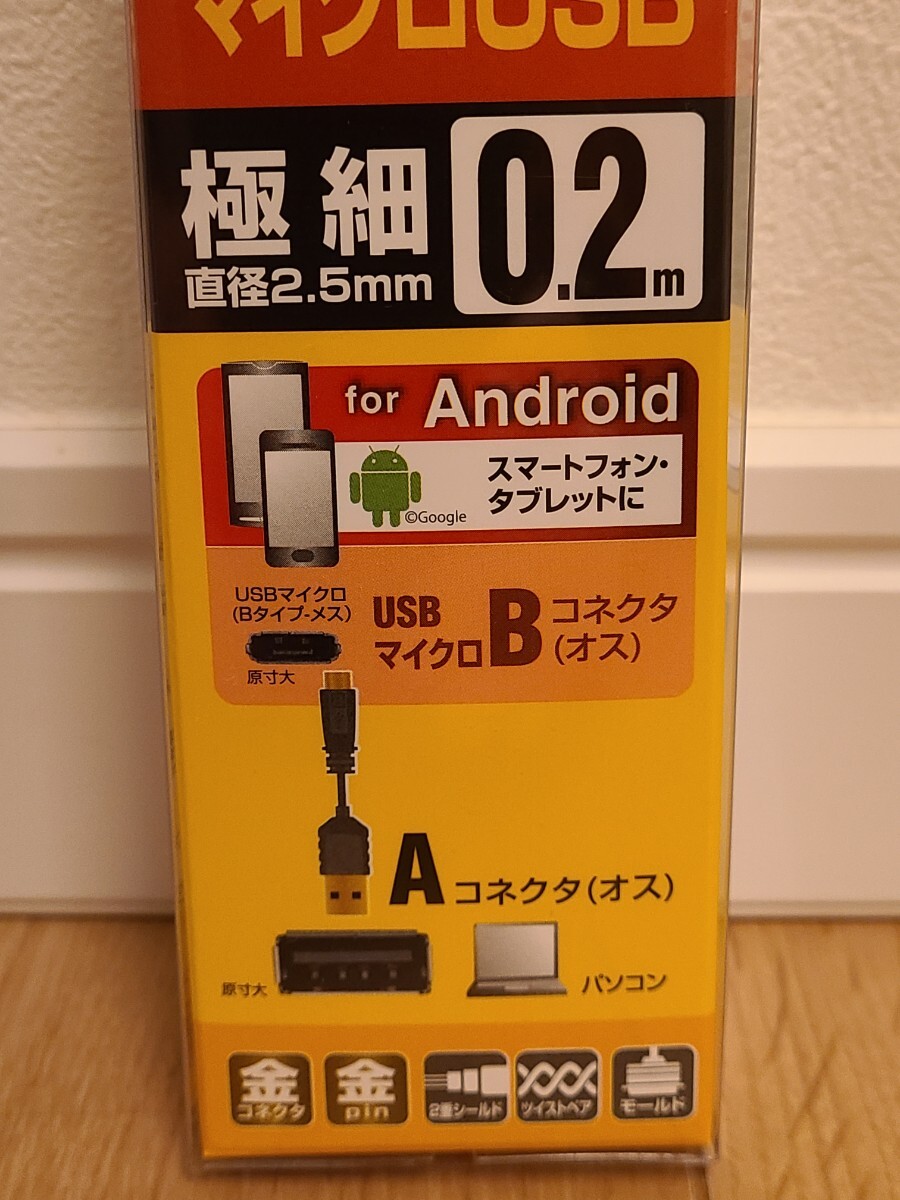 マイクロUSB
極細
直径2.5mm
0.2m
for Android
スマートフォン・
タブレットに
©Google
USBマイクロ
(Bタイプ-メス)
原寸大
USB
マイクロBコネクタ
(オス)
Aコネクタ(オス)
原寸大
パソコン
金
コネクタ
金
pin
2重シールド
ツイストペア
モールド